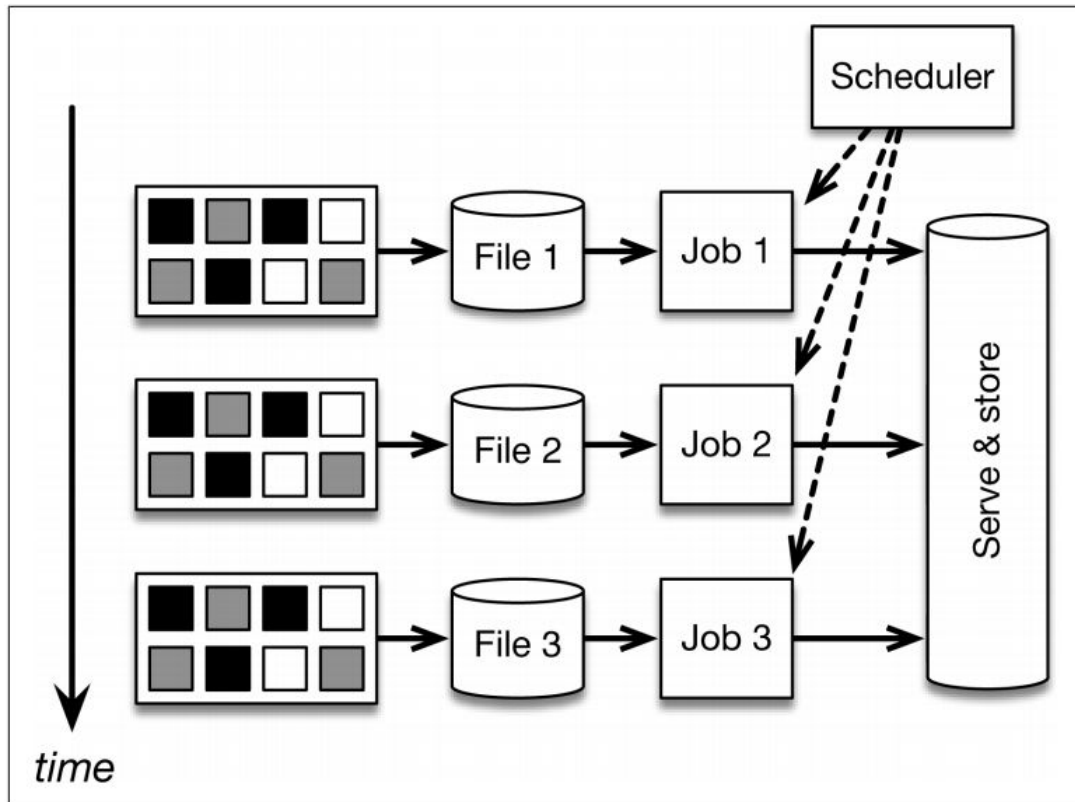 Scheduler
File 1
Job 1
File 2
Job 2
Serve & store
File 3
Job 3
time